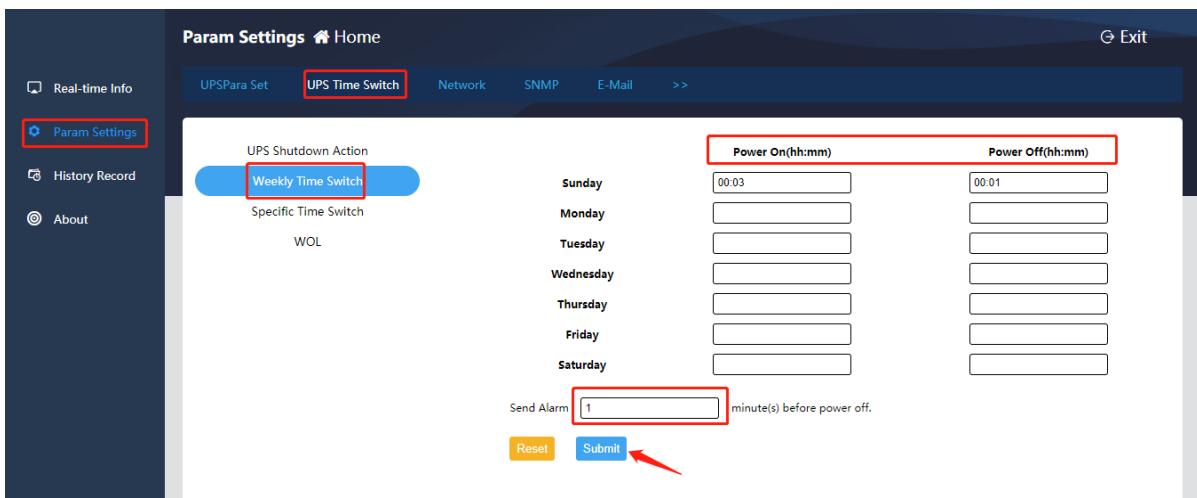 Param Settings Home Exit
Real-time Info
Param Settings
History Record
About
UPSPara Set UPS Time Switch Network SNMP E-Mail >>
UPS Shutdown Action
Weekly Time Switch
Specific Time Switch
WOL
Power On(hh:mm) Power Off(hh:mm)
Sunday 00:03 00:01
Monday
Tuesday
Wednesday
Thursday
Friday
Saturday
Send Alarm 1 minute(s) before power off.
Reset Submit